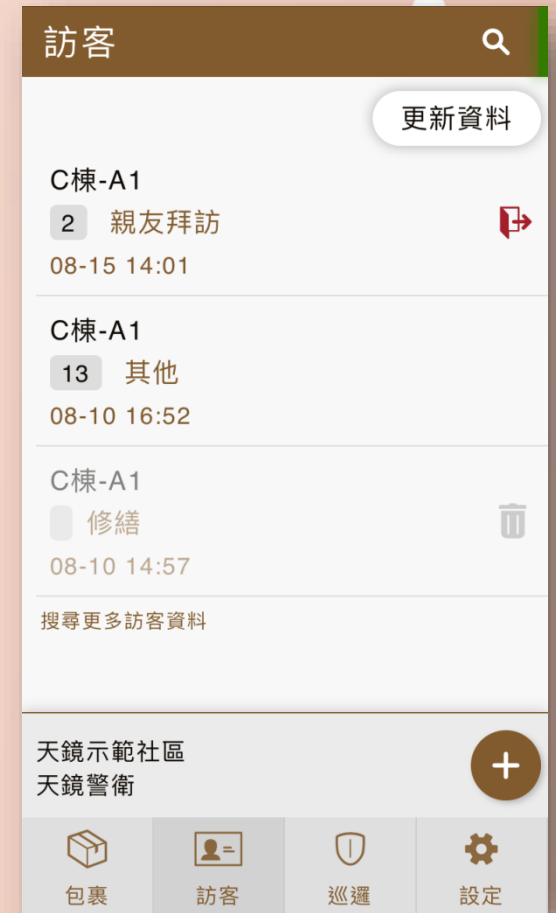 訪客
更新資料
C棟-A1
2 親友拜訪
08-15 14:01
C棟-A1
13 其他
08-10 16:52
C棟-A1
修繕
08-10 14:57
搜尋更多訪客資料
天鏡示範社區
天鏡警衛
包裹 訪客 巡邏 設定